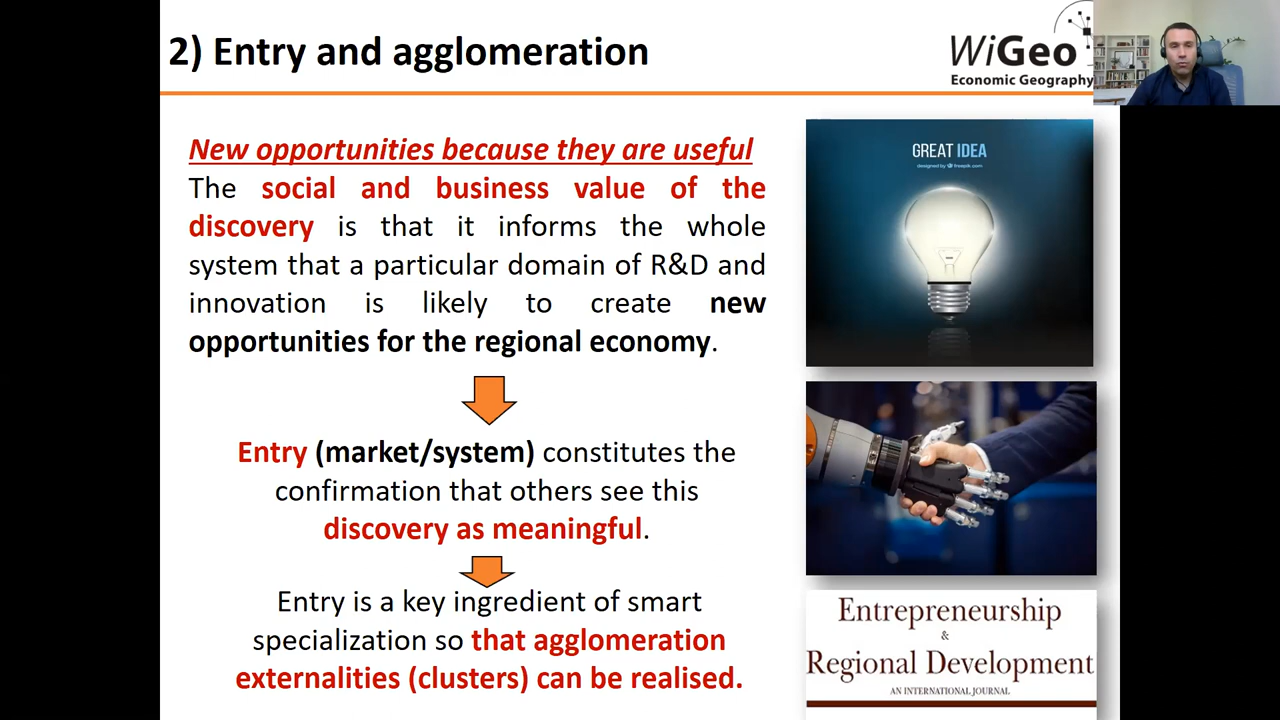 2) Entry and agglomeration
WiGeo
Economic Geography
New opportunities because they are useful
The social and business value of the
discovery is that it informs the whole
system that a particular domain of R&D and
innovation is likely to create new
opportunities for the regional economy.
Entry (market/system) constitutes the
confirmation that others see this
discovery as meaningful.
Entry is a key ingredient of smart
specialization so that agglomeration
externalities (clusters) can be realised.
GREAT IDEA
designed by freepik.com
Entrepreneurship
&
Regional Development
AN INTERNATIONAL JOURNAL